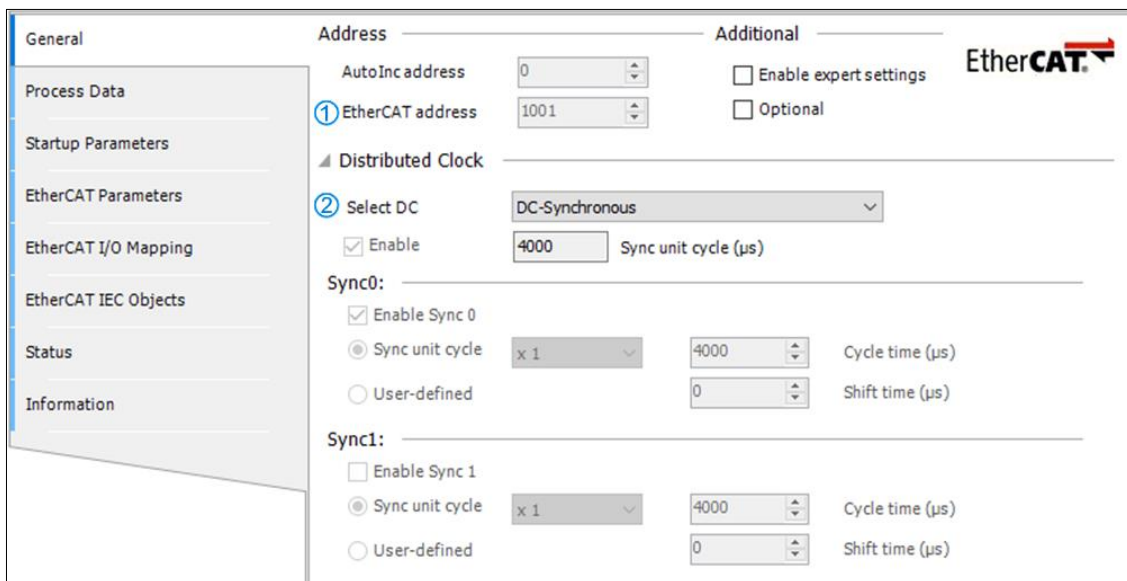 General
Process Data
Startup Parameters
EtherCAT Parameters
EtherCAT I/O Mapping
EtherCAT IEC Objects
Status
Information
Address Additional
EtherCAT.
AutoInc address 0 Enable expert settings
① EtherCAT address 1001 Optional
Distributed Clock
② Select DC DC-Synchronous
Enable 4000 Sync unit cycle (µs)
Sync0:
Enable Sync 0
Sync unit cycle x 1 4000 Cycle time (µs)
User-defined 0 Shift time (µs)
Sync1:
Enable Sync 1
Sync unit cycle x 1 4000 Cycle time (µs)
User-defined 0 Shift time (µs)